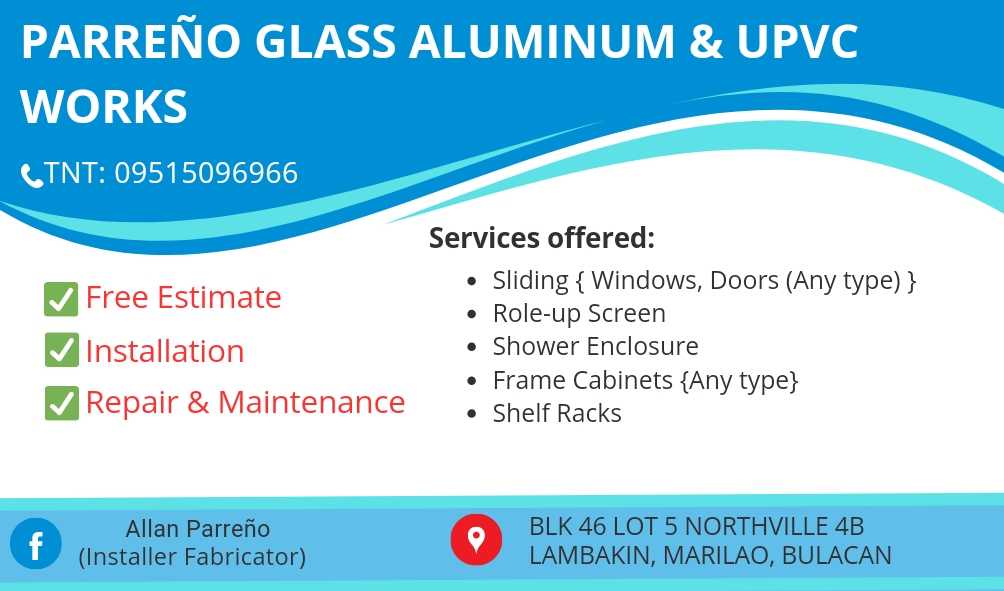 PARREÑO GLASS ALUMINUM & UPVC
WORKS
TNT: 09515096966
Free Estimate
Installation
Repair & Maintenance
Services offered:
Sliding { Windows, Doors (Any type) }
Role-up Screen
Shower Enclosure
Frame Cabinets {Any type}
Shelf Racks
Allan Parreño
(Installer Fabricator)
BLK 46 LOT 5 NORTHVILLE 4B
LAMBAKIN, MARILAO, BULACAN